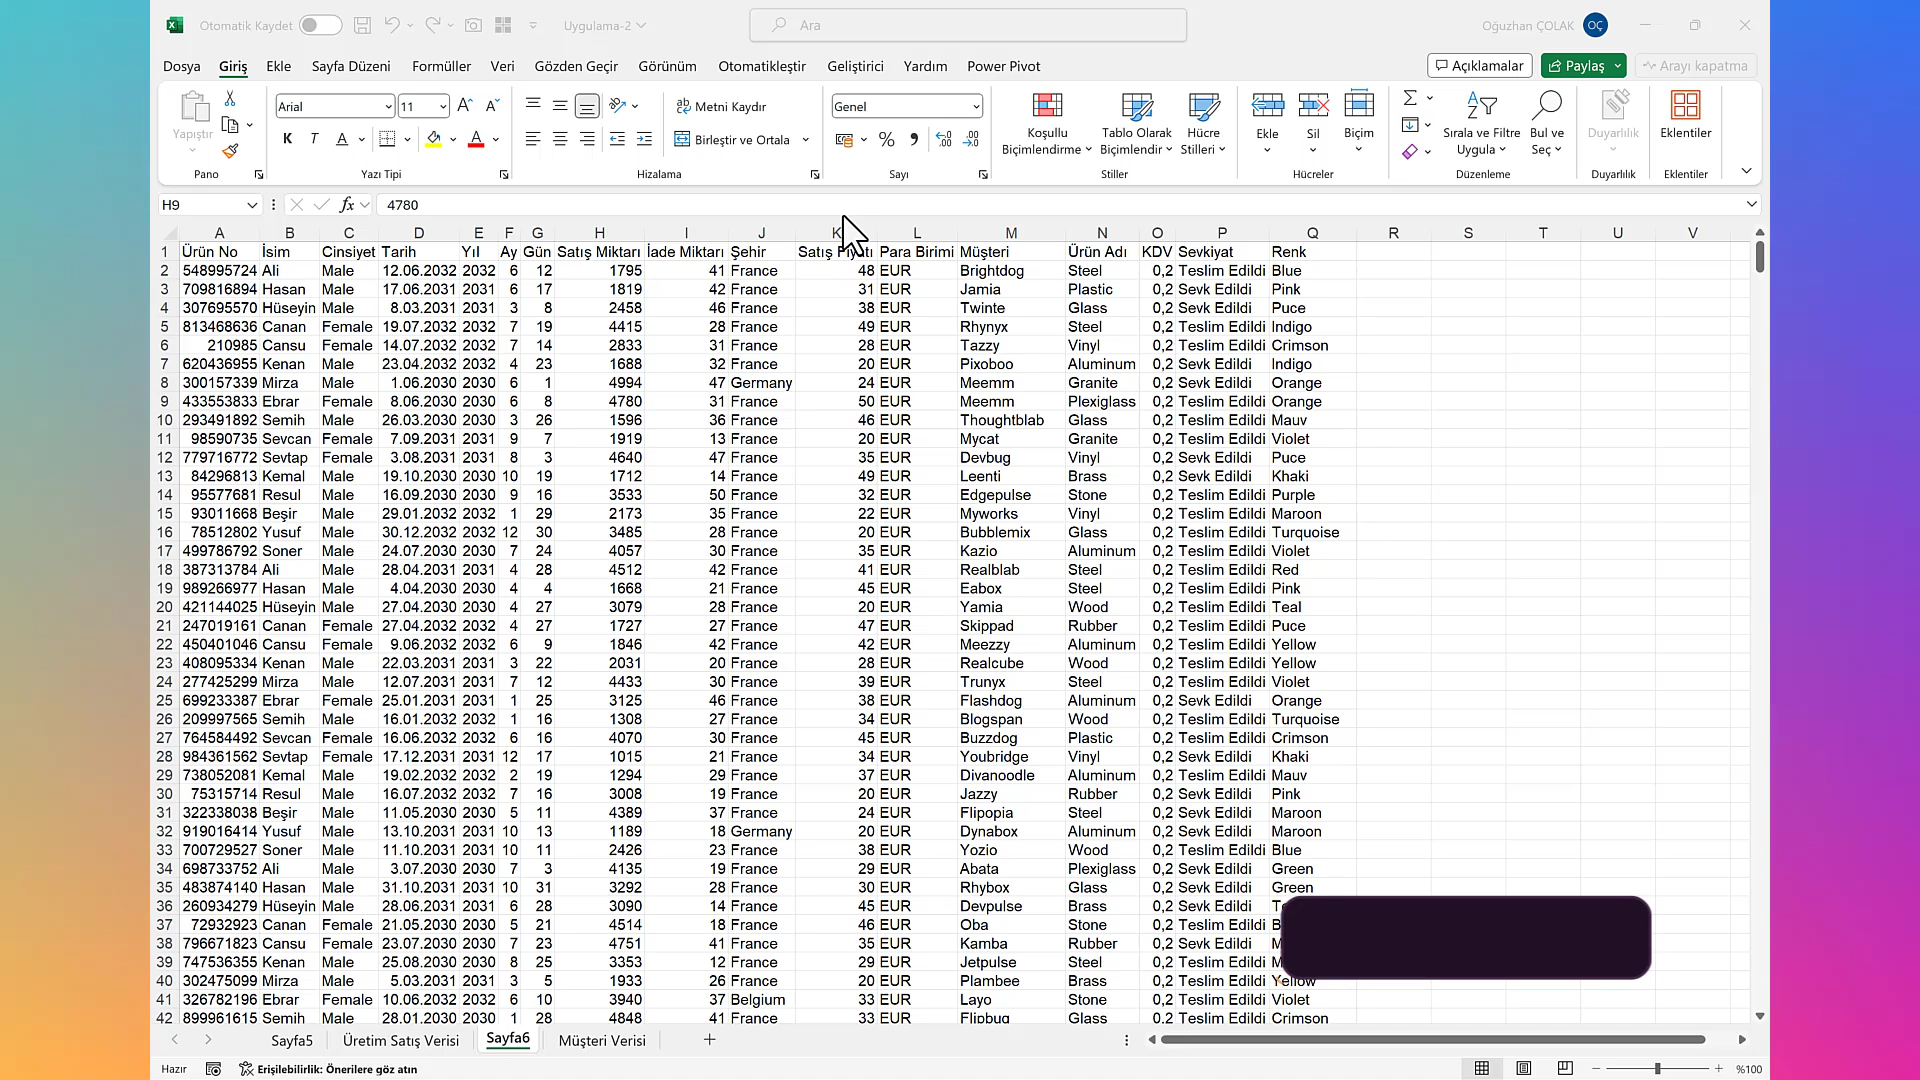 Otomatik Kaydet Uygulama-2 Ara Oğuzhan ÇOLAK OÇ
Dosya Giriş Ekle Sayfa Düzeni Formüller Veri Gözden Geçir Görünüm Otomatikleştir Geliştirici Yardım Power Pivot Açıklamalar Paylaş Arayı kapatma
Yapıştır Arial 11 Metni Kaydır Genel
K T A Birleştir ve Ortala % Koşullu Biçimlendirme Tablo Olarak Biçimlendir Hücre Stilleri Ekle Sil Biçim Sırala ve Filtre Uygula Bul ve Seç Duyarlılık Eklentiler
Pano Yazı Tipi Hizalama Sayı Stiller Hücreler Düzenleme Duyarlılık Eklentiler
H9 fx 4780
A B C D E F G H I J K L M N O P Q R S T U V
1 Ürün No İsim Cinsiyet Tarih Yıl Ay Gün Satış Miktarı İade Miktarı Şehir Satış Fiyatı Para Birimi Müşteri Ürün Adı KDV Sevkiyat Renk
2 548995724 Ali Male 12.06.2032 2032 6 12 1795 41 France 48 EUR Brightdog Steel 0,2 Teslim Edildi Blue
3 709816894 Hasan Male 17.06.2031 2031 6 17 1819 42 France 31 EUR Jamia Plastic 0,2 Sevk Edildi Pink
4 307695570 Hüseyin Male 8.03.2031 2031 3 8 2458 46 France 38 EUR Twinte Glass 0,2 Sevk Edildi Puce
5 813468636 Canan Female 19.07.2032 2032 7 19 4415 28 France 49 EUR Rhynyx Steel 0,2 Teslim Edildi Indigo
6 210985 Cansu Female 14.07.2032 2032 7 14 2833 31 France 28 EUR Tazzy Vinyl 0,2 Teslim Edildi Crimson
7 620436955 Kenan Male 23.04.2032 2032 4 23 1688 32 France 20 EUR Pixoboo Aluminum 0,2 Sevk Edildi Indigo
8 300157339 Mirza Male 1.06.2030 2030 6 1 4994 47 Germany 24 EUR Meemm Granite 0,2 Sevk Edildi Orange
9 433553833 Ebrar Male 8.06.2030 2030 6 8 4780 31 France 50 EUR Meemm Plexiglass 0,2 Sevk Edildi Orange
10 293491892 Semih Male 26.03.2030 2030 3 26 1596 36 France 46 EUR Thoughtblab Glass 0,2 Teslim Edildi Mauv
11 98590735 Sevcan Female 7.09.2031 2031 9 7 1919 13 France 20 EUR Mycat Granite 0,2 Teslim Edildi Violet
12 779716772 Sevtap Female 3.08.2031 2031 8 3 4640 47 France 35 EUR Devbug Vinyl 0,2 Sevk Edildi Puce
13 84296813 Kemal Male 19.10.2030 2030 10 19 1712 14 France 49 EUR Leenti Brass 0,2 Sevk Edildi Khaki
14 95577681 Resul Male 16.09.2030 2030 9 16 3533 50 France 32 EUR Edgepulse Stone 0,2 Teslim Edildi Purple
15 93011668 Beşir Male 29.01.2032 2032 1 29 2173 35 France 22 EUR Myworks Vinyl 0,2 Teslim Edildi Maroon
16 78512802 Yusuf Male 30.12.2032 2032 12 30 3485 28 France 20 EUR Bubblemix Glass 0,2 Teslim Edildi Turquoise
17 499786792 Soner Male 24.07.2030 2030 7 24 4057 30 France 35 EUR Kazio Aluminum 0,2 Teslim Edildi Violet
18 387313784 Ali Male 28.04.2031 2031 4 28 4512 42 France 41 EUR Realblab Steel 0,2 Teslim Edildi Red
19 989266977 Hasan Male 4.04.2030 2030 4 4 1668 21 France 45 EUR Eabox Steel 0,2 Teslim Edildi Pink
20 421144025 Hüseyin Male 27.04.2030 2030 4 27 3079 28 France 20 EUR Yamia Wood 0,2 Teslim Edildi Teal
21 247019161 Canan Female 27.04.2032 2032 4 27 1727 27 France 47 EUR Skippad Rubber 0,2 Teslim Edildi Puce
22 450401046 Cansu Female 9.06.2032 2032 6 9 1846 42 France 42 EUR Meezzy Aluminum 0,2 Teslim Edildi Yellow
23 408095334 Kenan Male 22.03.2031 2031 3 22 2031 20 France 28 EUR Realcube Wood 0,2 Teslim Edildi Yellow
24 277425299 Mirza Male 12.07.2031 2031 7 12 4433 30 France 39 EUR Trunyx Steel 0,2 Teslim Edildi Violet
25 699233387 Ebrar Female 25.01.2031 2031 1 25 3125 46 France 38 EUR Flashdog Aluminum 0,2 Sevk Edildi Orange
26 209997565 Semih Male 16.01.2032 2032 1 16 1308 27 France 34 EUR Blogspan Wood 0,2 Teslim Edildi Turquoise
27 764584492 Sevcan Female 16.06.2032 2032 6 16 4070 30 France 45 EUR Buzzdog Plastic 0,2 Teslim Edildi Crimson
28 984361562 Sevtap Female 17.12.2031 2031 12 17 1015 21 France 34 EUR Youbridge Vinyl 0,2 Sevk Edildi Khaki
29 738052081 Kemal Male 19.02.2032 2032 2 19 1294 29 France 37 EUR Divanoodle Aluminum 0,2 Teslim Edildi Mauv
30 75315714 Resul Male 16.07.2032 2032 7 16 3008 19 France 20 EUR Jazzy Rubber 0,2 Sevk Edildi Pink
31 322338038 Beşir Male 11.05.2030 2030 5 11 4389 37 France 24 EUR Flipopia Steel 0,2 Sevk Edildi Maroon
32 919016414 Yusuf Male 13.10.2031 2031 10 13 1189 18 Germany 20 EUR Dynabox Aluminum 0,2 Sevk Edildi Maroon
33 700729527 Soner Male 11.10.2031 2031 10 11 2426 23 France 38 EUR Yozio Wood 0,2 Teslim Edildi Blue
34 698733752 Ali Male 3.07.2030 2030 7 3 4135 19 France 29 EUR Abata Plexiglass 0,2 Sevk Edildi Green
35 483874140 Hasan Male 31.10.2031 2031 10 31 3292 28 France 30 EUR Rhybox Glass 0,2 Sevk Edildi Green
36 260934279 Hüseyin Male 28.06.2031 2031 6 28 3090 14 France 45 EUR Devpulse Brass 0,2 Sevk Edildi
37 72932923 Canan Female 21.05.2030 2030 5 21 4514 18 France 46 EUR Oba Stone 0,2 Teslim Edildi
38 796671823 Cansu Female 23.07.2030 2030 7 23 4751 41 France 35 EUR Kamba Rubber 0,2 Sevk Edildi
39 747536355 Kenan Male 25.08.2030 2030 8 25 3353 12 France 29 EUR Jetpulse Steel 0,2 Teslim Edildi
40 302475099 Mirza Male 5.03.2031 2031 3 5 1933 26 France 20 EUR Plambee Brass 0,2 Teslim Edildi Yellow
41 326782196 Ebrar Female 10.06.2032 2032 6 10 3940 37 Belgium 33 EUR Layo Stone 0,2 Teslim Edildi Violet
42 899961615 Semih Male 28.01.2030 2030 1 28 4848 41 France 33 EUR Flipbug Glass 0,2 Teslim Edildi Crimson
Sayfa5 Üretim Satış Verisi Sayfa6 Müşteri Verisi
Hazır Erişilebilirlik: Önerilere göz atın %100